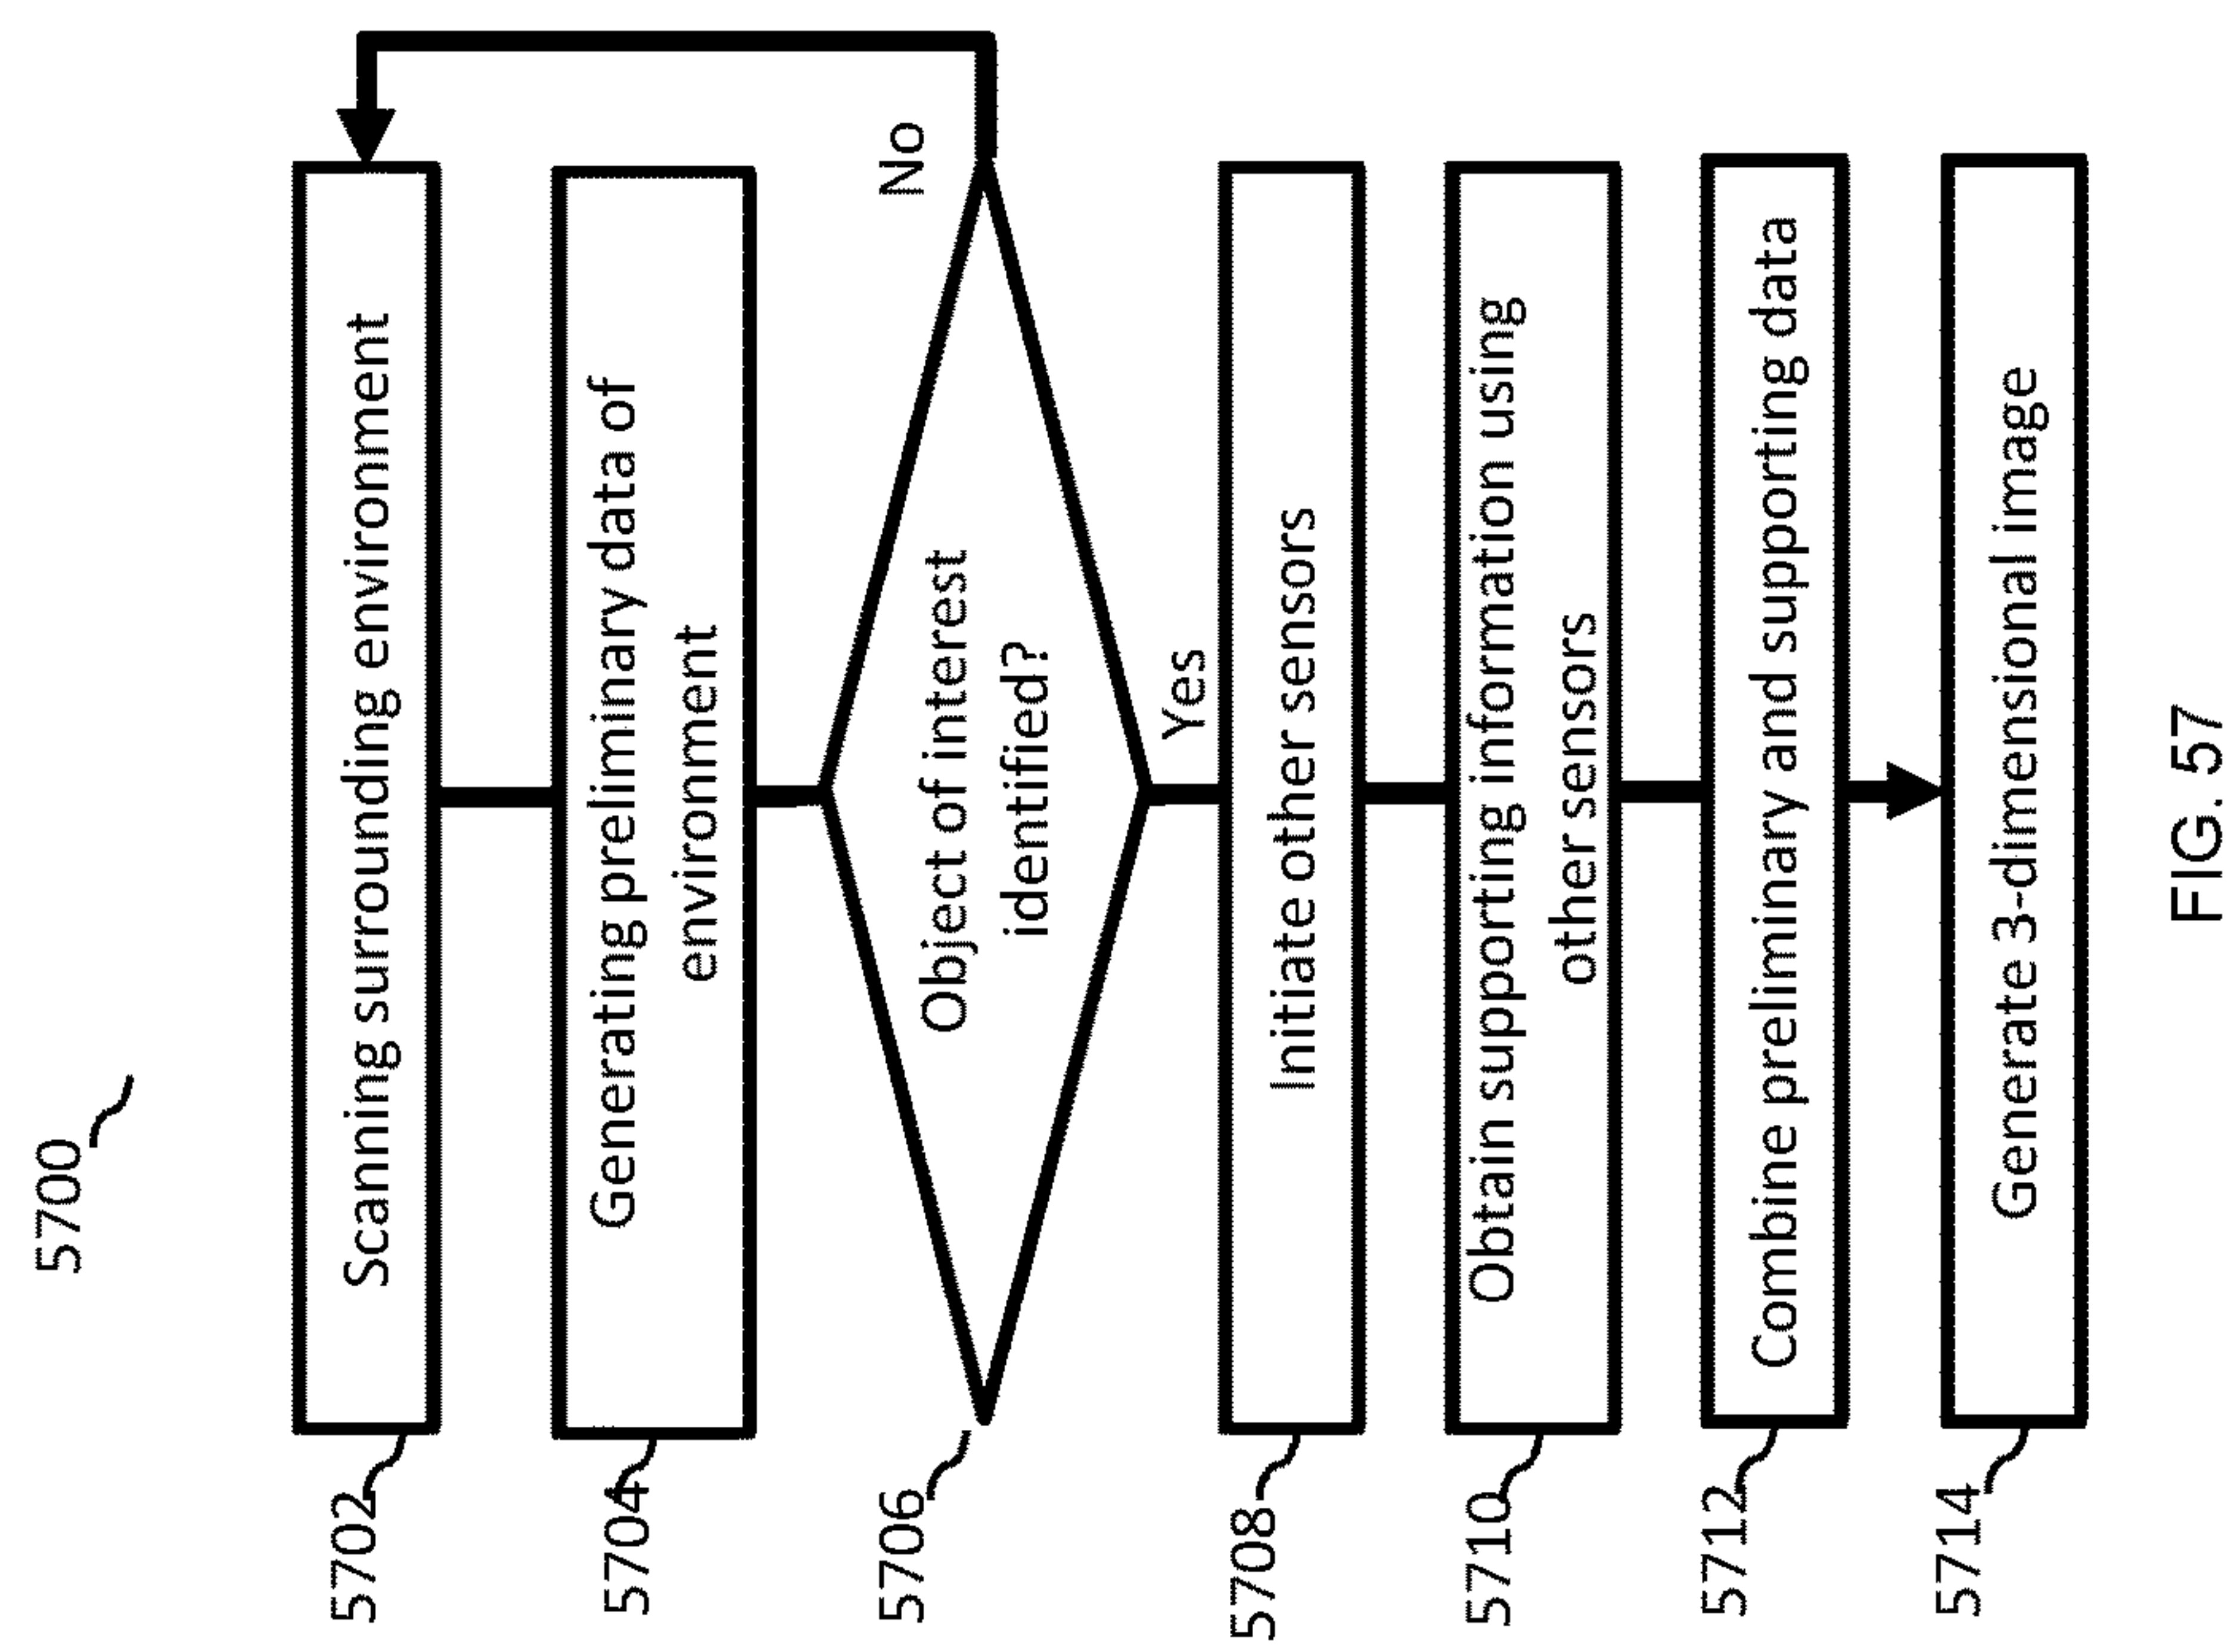 5700
5702
Scanning surrounding environment
5704
Generating preliminary data of
environment
5706
Object of interest
identified?
No
Yes
5708
Initiate other sensors
5710
Obtain supporting information using
other sensors
5712
Combine preliminary and supporting data
5714
Generate 3-dimensional image
FIG. 57